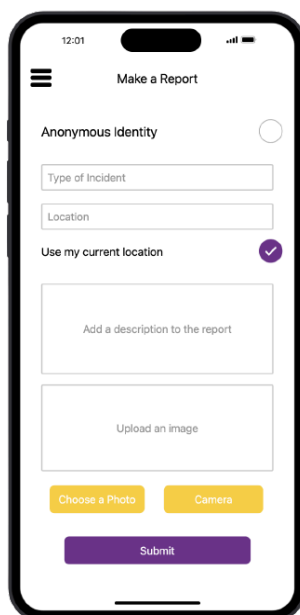 12:01
Make a Report
Anonymous Identity
Type of Incident
Location
Use my current location
Add a description to the report
Upload an image
Choose a Photo Camera
Submit